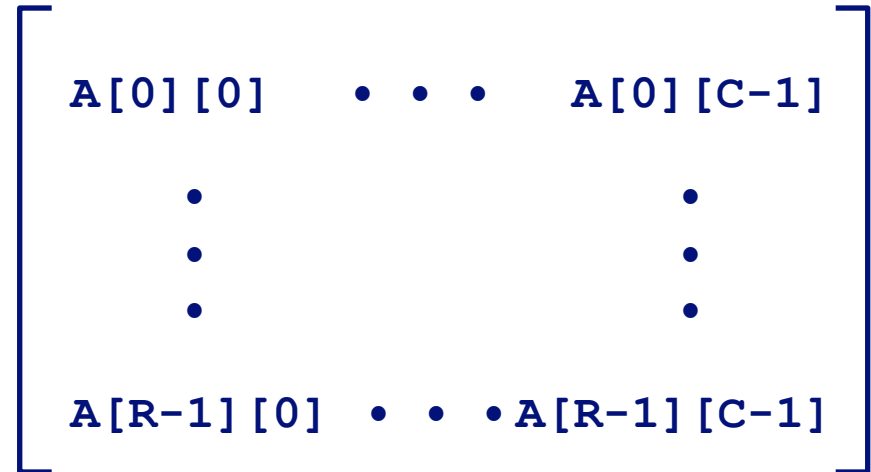 A[0][0] • • • A[0][C-1]
• •
• •
• •
A[R-1][0] • • • A[R-1][C-1]